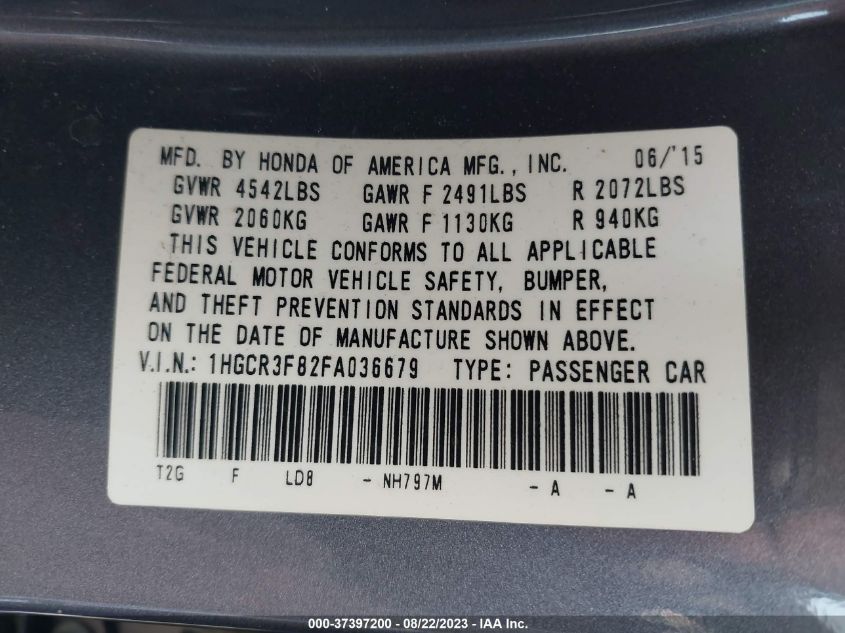 MFD. BY HONDA OF AMERICA MFG., INC. 06/'15
GVWR 4542LBS GAWR F 2491LBS R 2072LBS
GVWR 2060KG GAWR F 1130KG R 940KG
THIS VEHICLE CONFORMS TO ALL APPLICABLE
FEDERAL MOTOR VEHICLE SAFETY, BUMPER,
AND THEFT PREVENTION STANDARDS IN EFFECT
ON THE DATE OF MANUFACTURE SHOWN ABOVE.
V.I.N.: 1HGCR3F82FA036679 TYPE: PASSENGER CAR
T2G F LD8 - NH797M - A - A
000-37397200 - 08/22/2023 - IAA Inc.